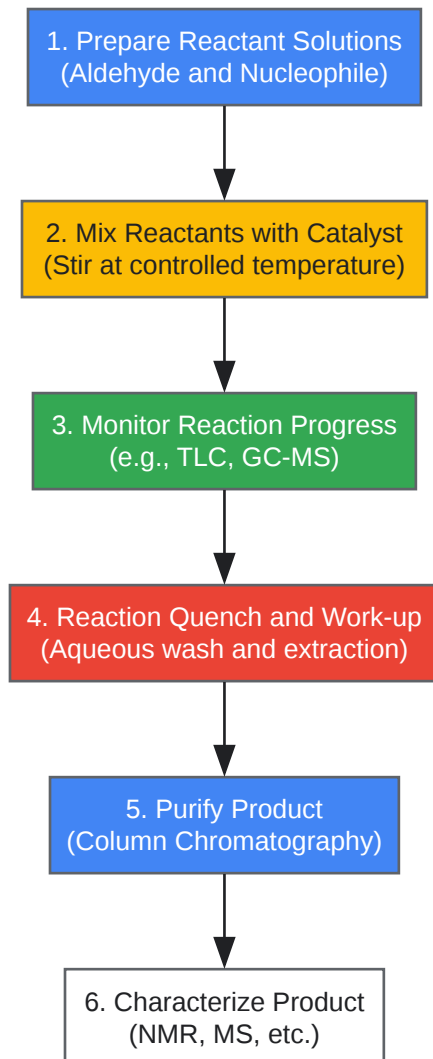 1. Prepare Reactant Solutions
(Aldehyde and Nucleophile)
2. Mix Reactants with Catalyst
(Stir at controlled temperature)
3. Monitor Reaction Progress
(e.g., TLC, GC-MS)
4. Reaction Quench and Work-up
(Aqueous wash and extraction)
5. Purify Product
(Column Chromatography)
6. Characterize Product
(NMR, MS, etc.)